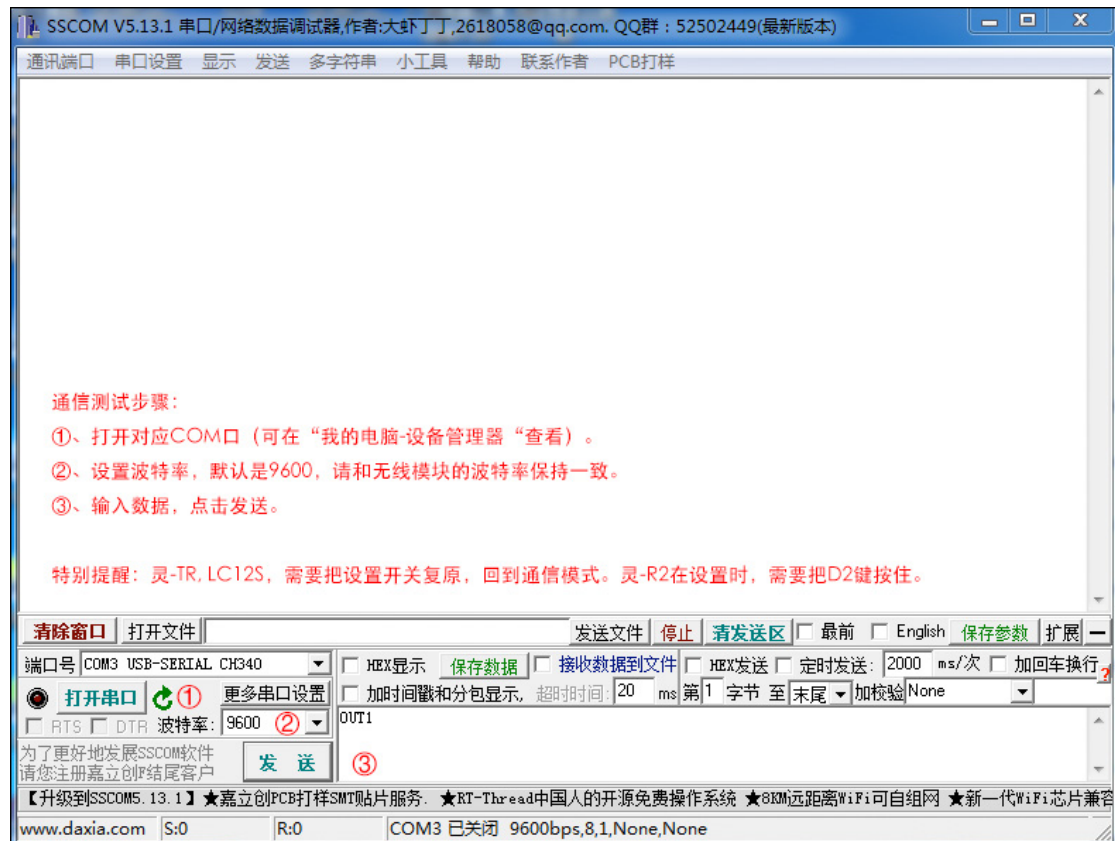 SSCOM V5.13.1 串口/网络数据调试器,作者:大虾丁丁,2618058@qq.com. QQ群：52502449(最新版本)
通讯端口 串口设置 显示 发送 多字符串 小工具 帮助 联系作者 PCB打样
通信测试步骤：
①、打开对应COM口（可在“我的电脑-设备管理器“查看）。
②、设置波特率，默认是9600，请和无线模块的波特率保持一致。
③、输入数据，点击发送。
特别提醒：灵-TR, LC12S，需要把设置开关复原，回到通信模式。灵-R2在设置时，需要把D2键按住。
清除窗口 打开文件 发送文件 停止 清发送区 最前 English 保存参数 扩展 —
端口号 COM3 USB-SERIAL CH340 HEX显示 保存数据 接收数据到文件 HEX发送 定时发送: 2000 ms/次 加回车换行 ?
打开串口 ① 更多串口设置 加时间戳和分包显示, 超时时间: 20 ms 第1 字节 至 末尾 加校验 None
RTS DTR 波特率: 9600 ② OUT1
为了更好地发展SSCOM软件
请您注册嘉立创F结尾客户 发 送 ③
【升级到SSCOM5.13.1】★嘉立创PCB打样SMT贴片服务. ★RT-Thread中国人的开源免费操作系统 ★8KM远距离WiFi可自组网 ★新一代WiFi芯片兼容
www.daxia.com S:0 R:0 COM3 已关闭 9600bps,8,1,None,None